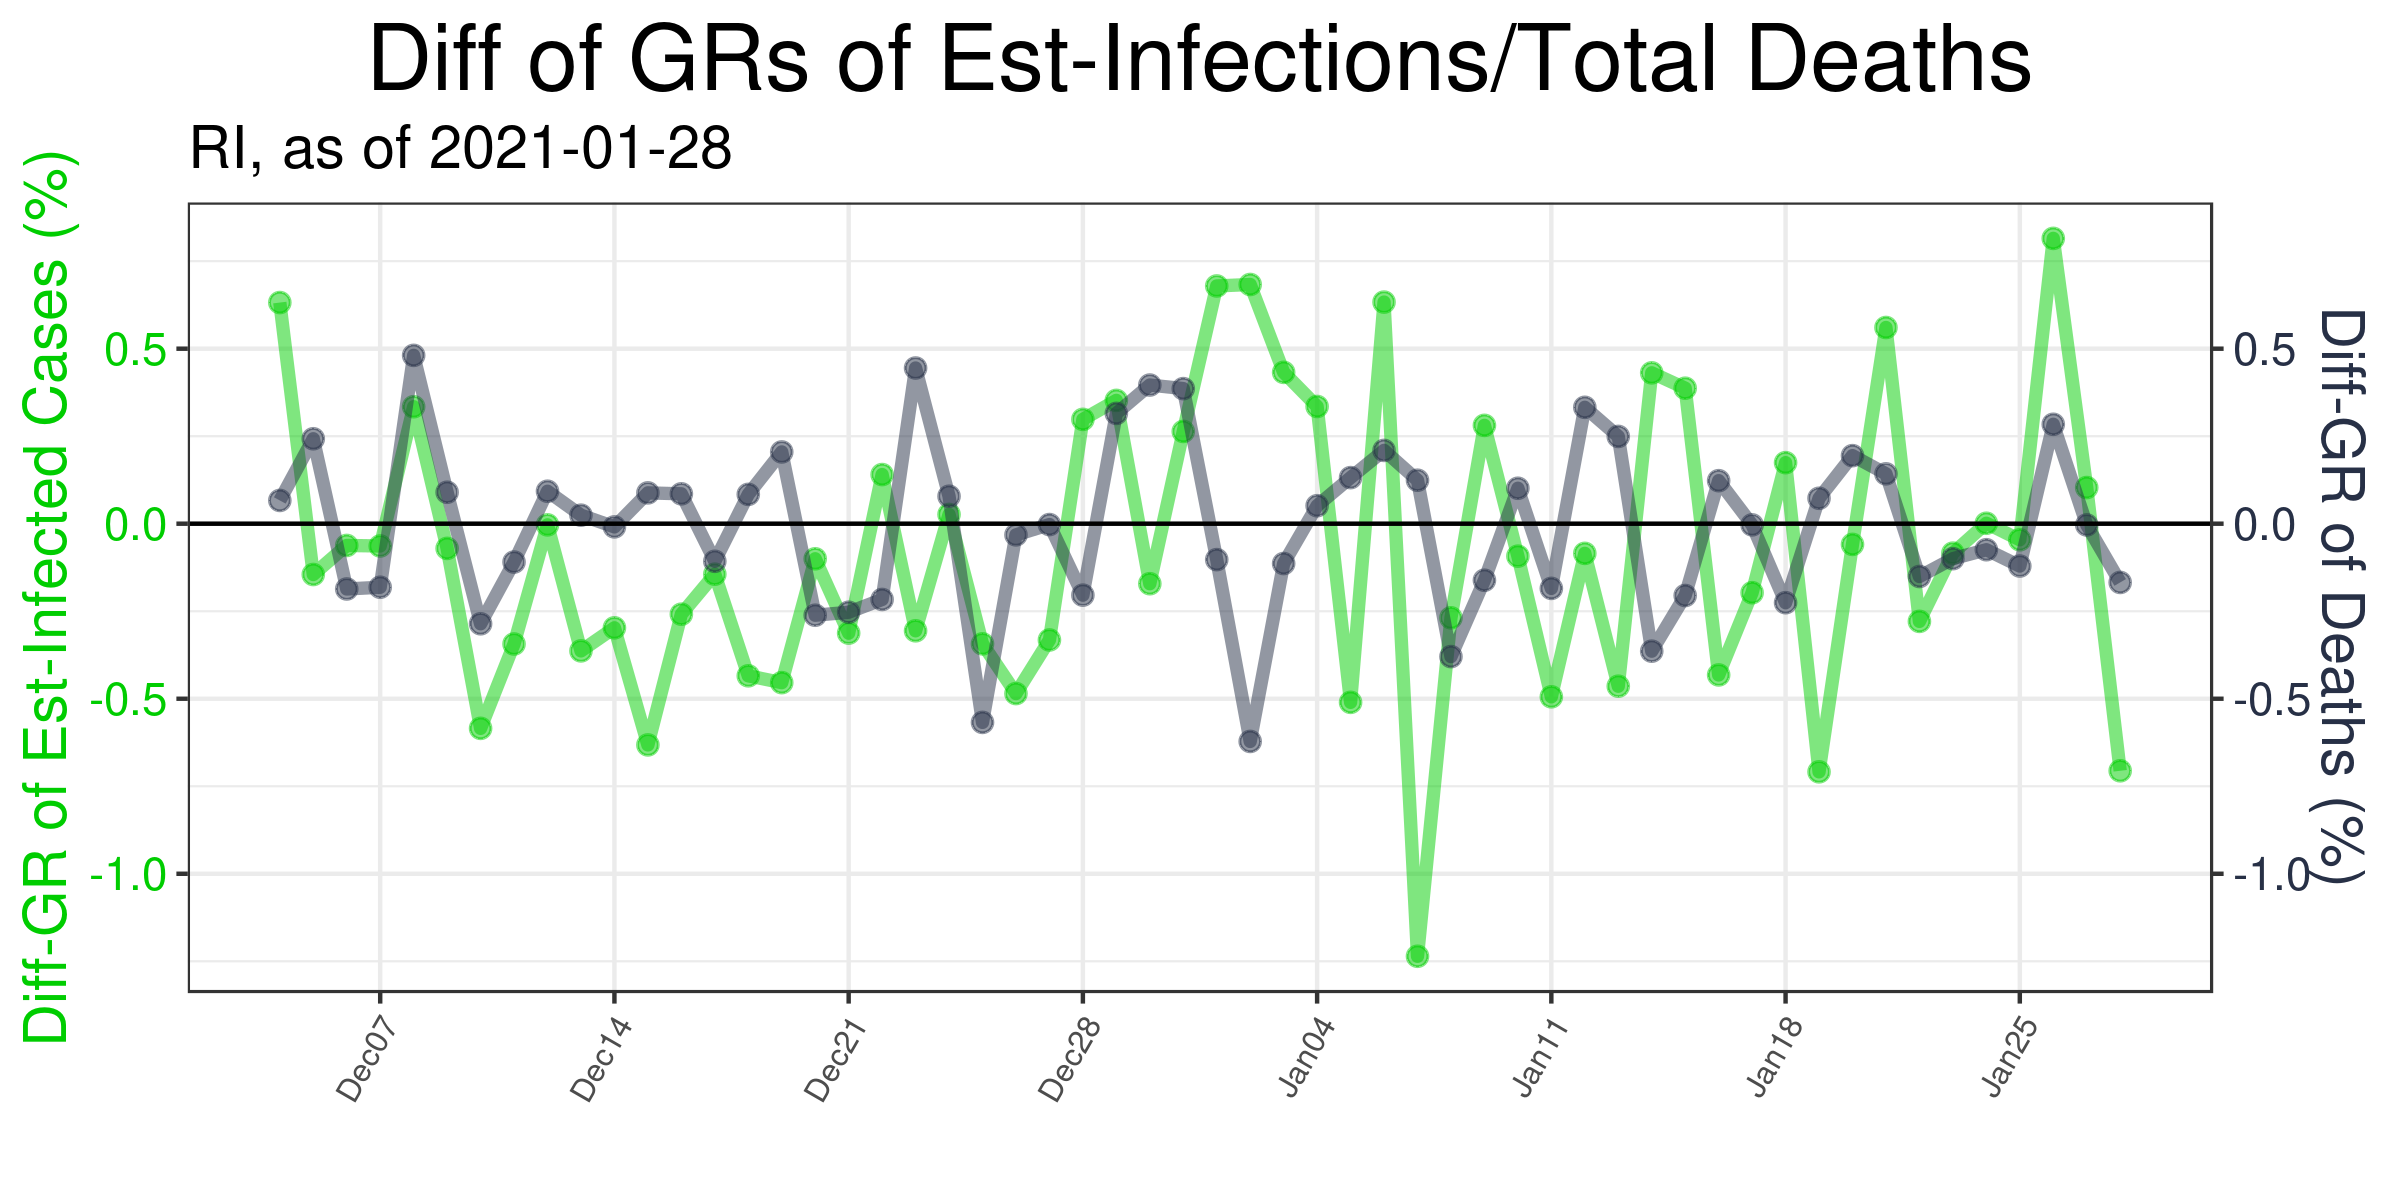 Diff of GRs of Est-Infections/Total Deaths
RI, as of 2021-01-28
Diff-GR of Est-Infected Cases (%)
0.5
0.0
-0.5
-1.0
0.5
0.0
-0.5
-1.0
Diff-GR of Deaths (%)
Dec07
Dec14
Dec21
Dec28
Jan04
Jan11
Jan18
Jan25